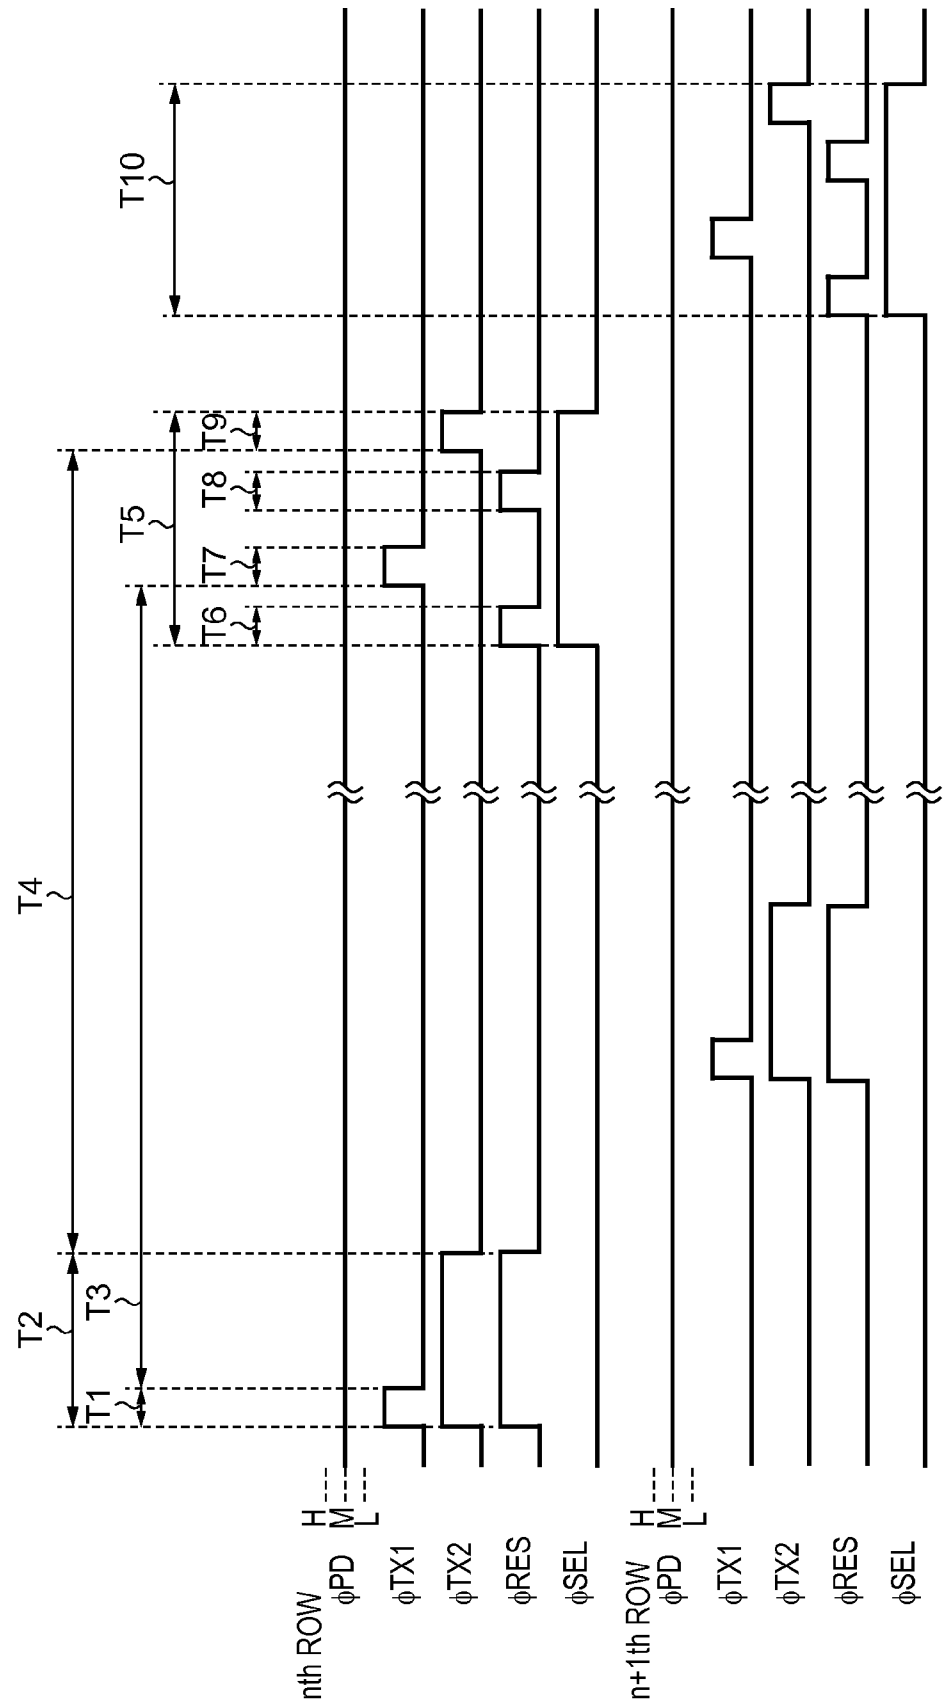 T2
T4
T1
T3
T5
T10
T6
T7
T8
T9
nth ROW
H
M
L
ϕPD
ϕTX1
ϕTX2
ϕRES
ϕSEL
n+1th ROW
H
M
L
ϕPD
ϕTX1
ϕTX2
ϕRES
ϕSEL